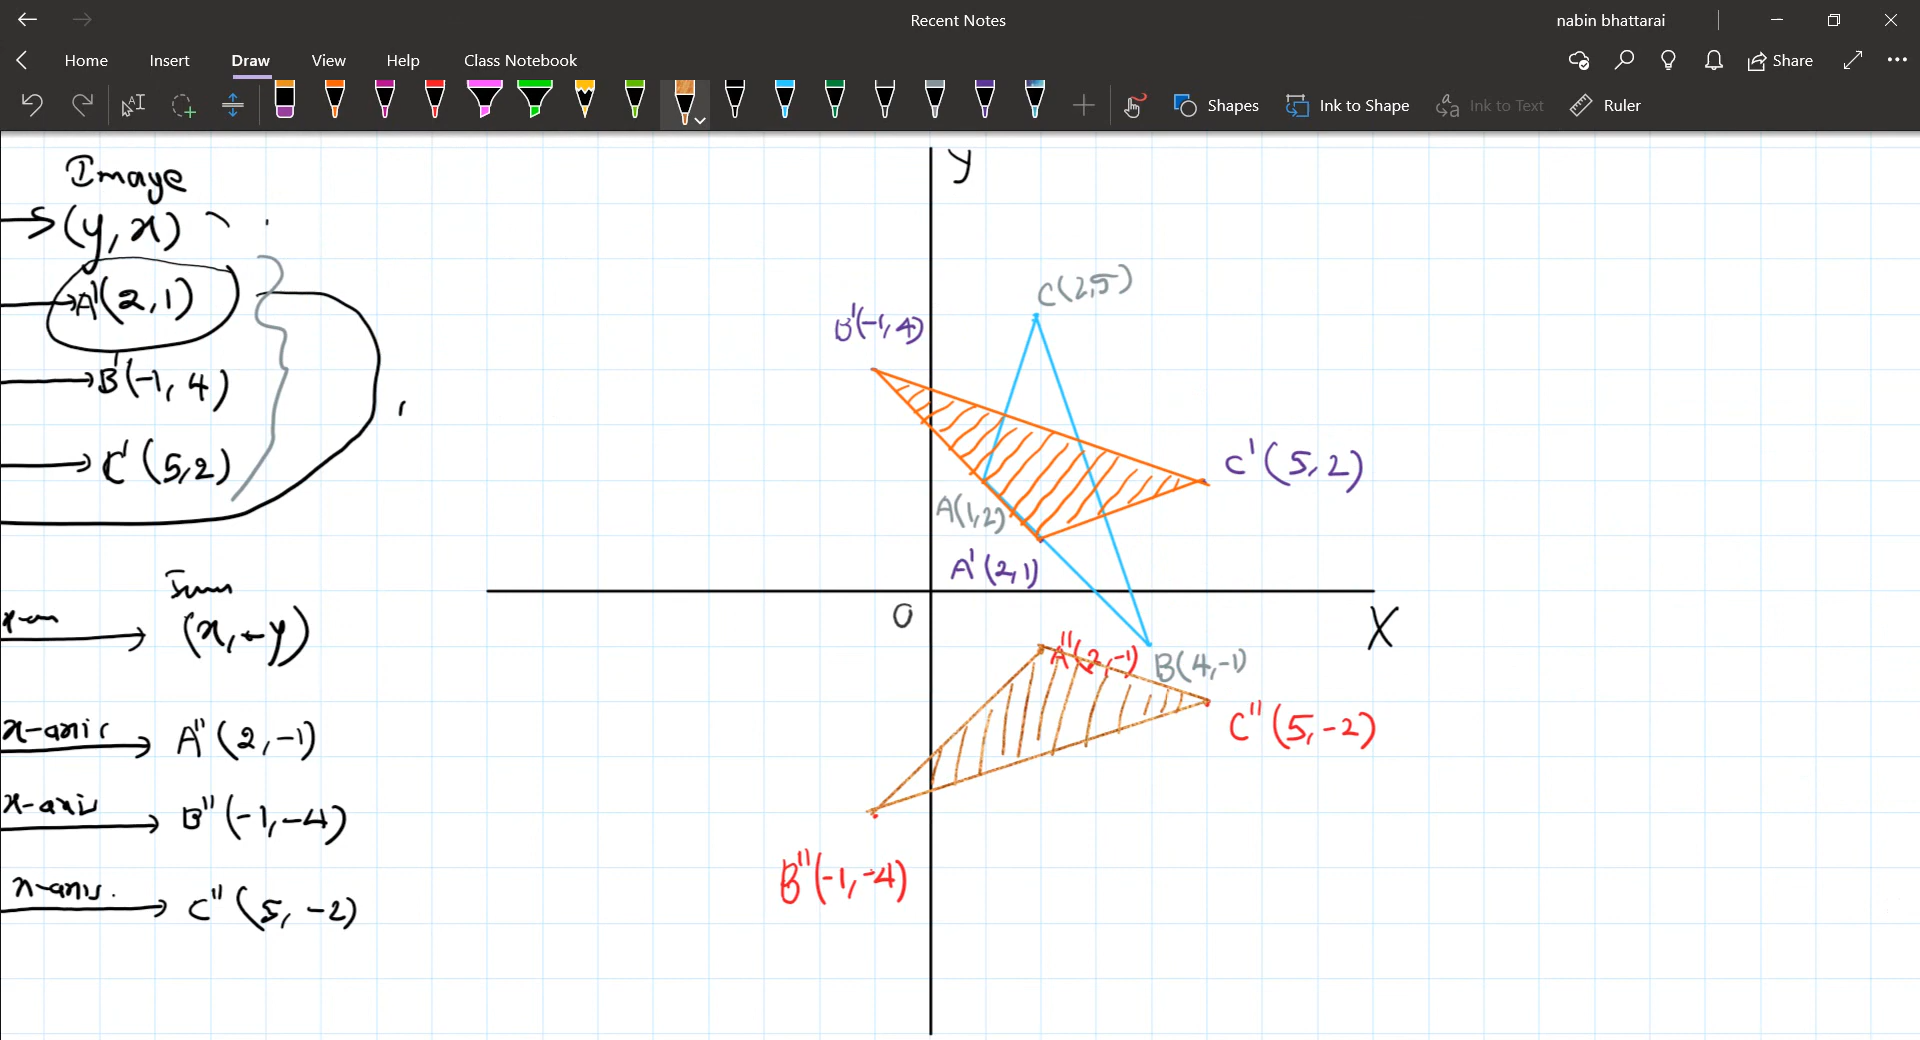 Recent Notes
nabin bhattarai
Home Insert Draw View Help Class Notebook
Share
Shapes
Ink to Shape
Ink to Text
Ruler
Image
(y, x)
A'(2,1)
B'(-1, 4)
C'(5,2)
(x, -y)
x-axis
A"(2, -1)
x-axis
B"(-1, -4)
x-axis.
C"(5, -2)
Y
C(2,5)
B'(-1, 4)
C'(5, 2)
A(1,2)
A'(2,1)
O
X
A"(2, -1)
B(4,-1)
C"(5, -2)
B"(-1, -4)